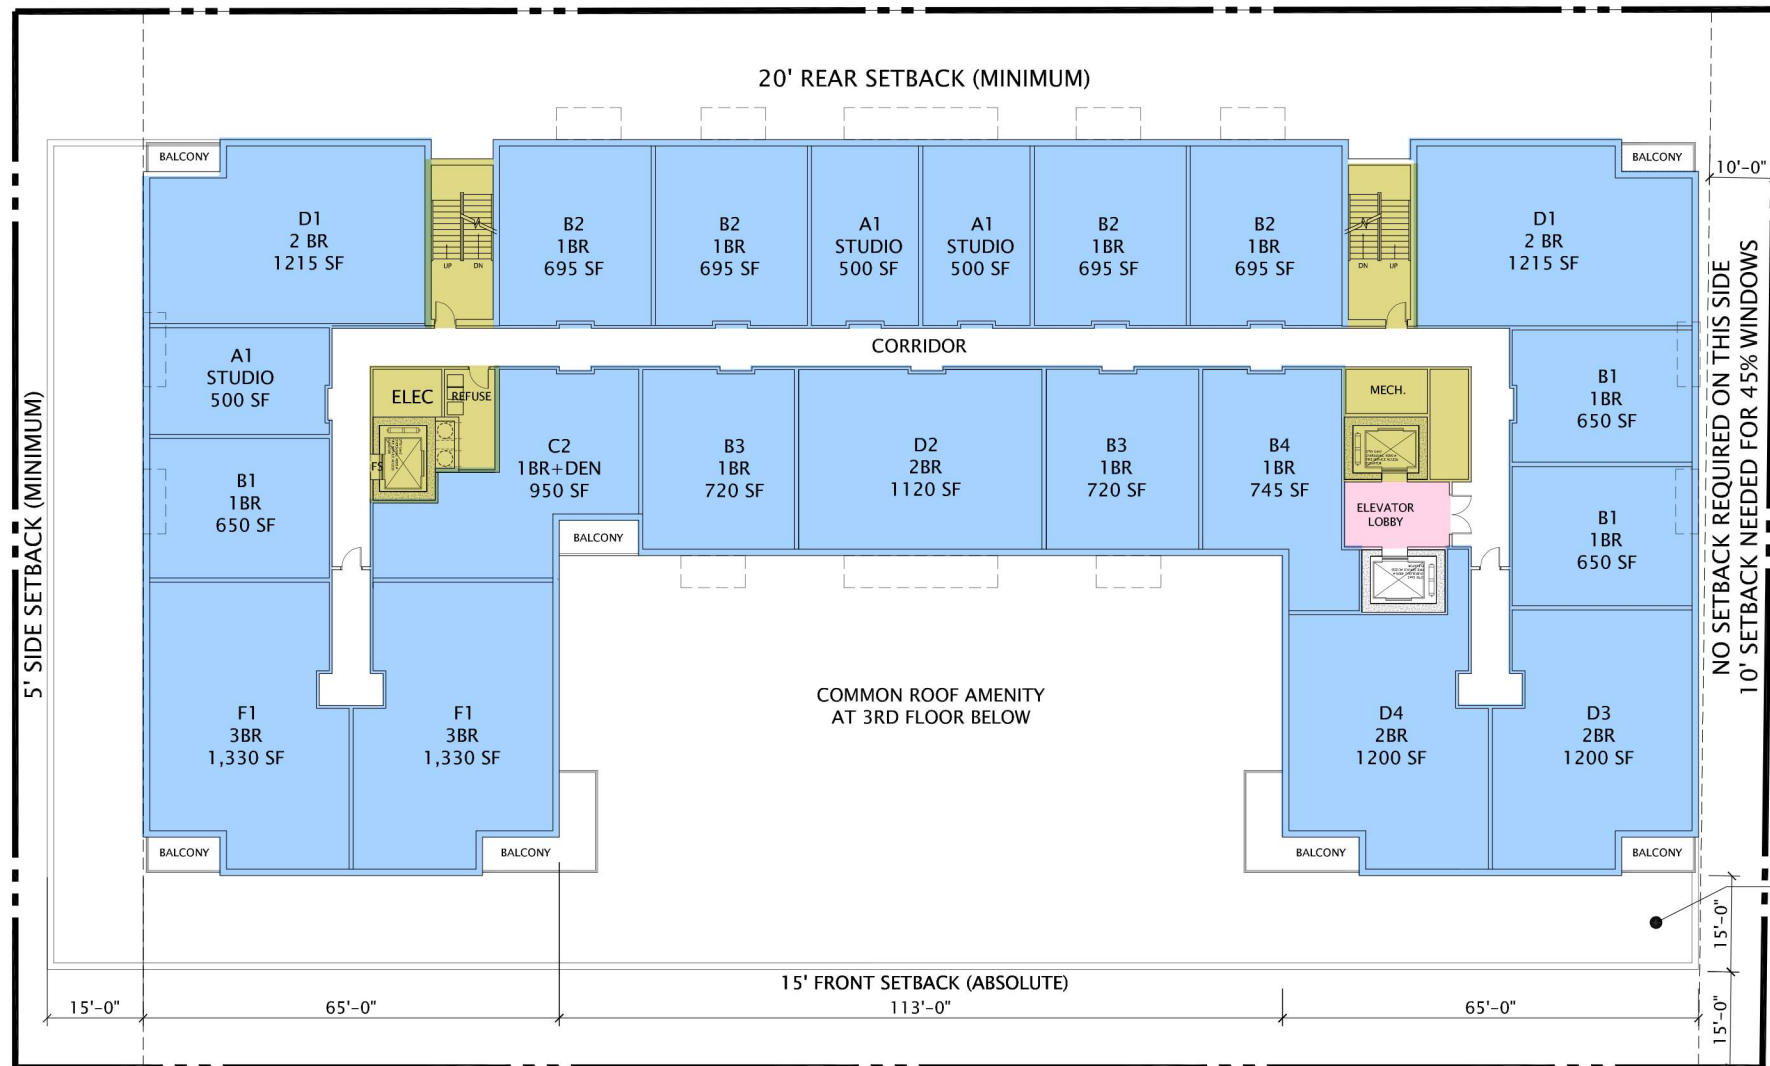 20' REAR SETBACK (MINIMUM)
BALCONY
BALCONY
10'-0"
D1
2 BR
1215 SF
UP
DN
B2
1BR
695 SF
B2
1BR
695 SF
A1
STUDIO
500 SF
A1
STUDIO
500 SF
B2
1BR
695 SF
B2
1BR
695 SF
DN
UP
D1
2 BR
1215 SF
CORRIDOR
A1
STUDIO
500 SF
ELEC
REFUSE
FS
MECH.
B1
1BR
650 SF
B1
1BR
650 SF
C2
1BR+DEN
950 SF
B3
1BR
720 SF
D2
2BR
1120 SF
B3
1BR
720 SF
B4
1BR
745 SF
ELEVATOR
LOBBY
B1
1BR
650 SF
BALCONY
5' SIDE SETBACK (MINIMUM)
NO SETBACK REQUIRED ON THIS SIDE
10' SETBACK NEEDED FOR 45% WINDOWS
COMMON ROOF AMENITY
AT 3RD FLOOR BELOW
F1
3BR
1,330 SF
F1
3BR
1,330 SF
D4
2BR
1200 SF
D3
2BR
1200 SF
BALCONY
BALCONY
BALCONY
BALCONY
15'-0"
15' FRONT SETBACK (ABSOLUTE)
15'-0"
65'-0"
113'-0"
65'-0"
15'-0"